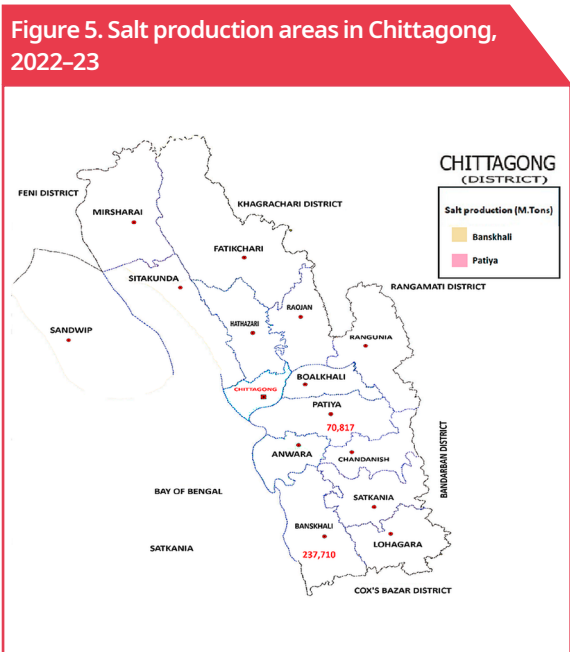 Figure 5. Salt production areas in Chittagong,
2022–23
CHITTAGONG
(DISTRICT)
Salt production (M.Tons)
Banskhali
Patiya
FENI DISTRICT
KHAGRACHARI DISTRICT
MIRSHARAI
FATIKCHARI
SITAKUNDA
RANGAMATI DISTRICT
RAOJAN
HATHAZARI
SANDWIP
RANGUNIA
BOALKHALI
CHITTAGONG
PATIYA
70,817
ANWARA
CHANDANISH
BANDARBAN DISTRICT
BAY OF BENGAL
SATKANIA
BANSKHALI
LOHAGARA
SATKANIA
237,710
COX'S BAZAR DISTRICT